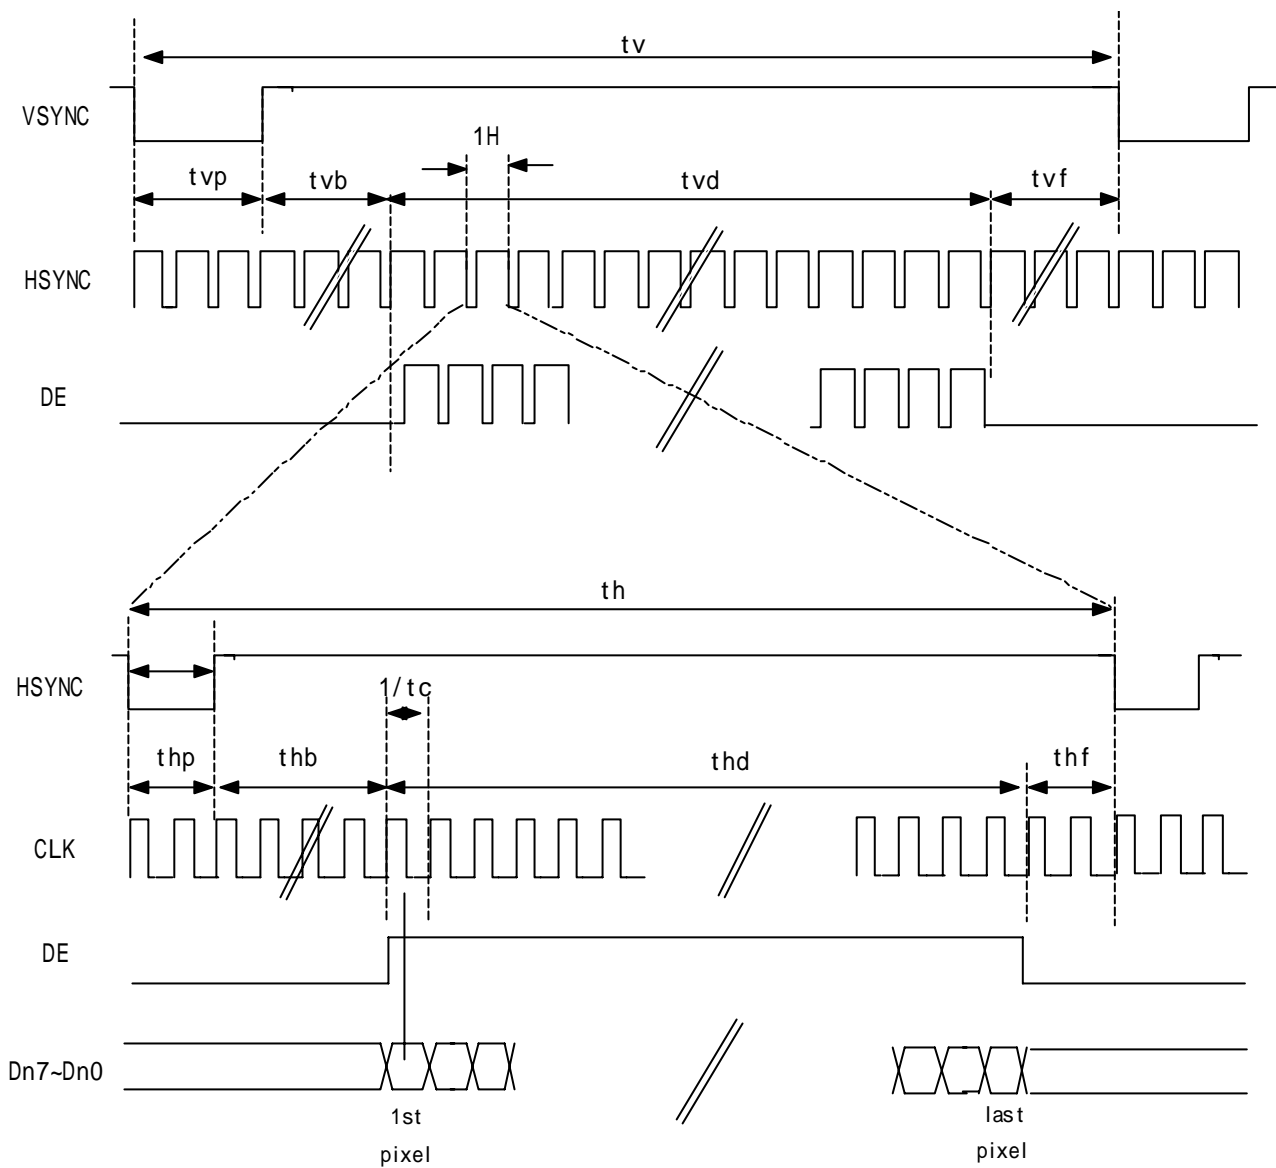 tv
VSYNC
1H
tvp
tvb
tvd
tvf
HSYNC
DE
th
HSYNC
1/tc
thp
thb
thd
thf
CLK
DE
Dn7~Dn0
1st
pixel
last
pixel